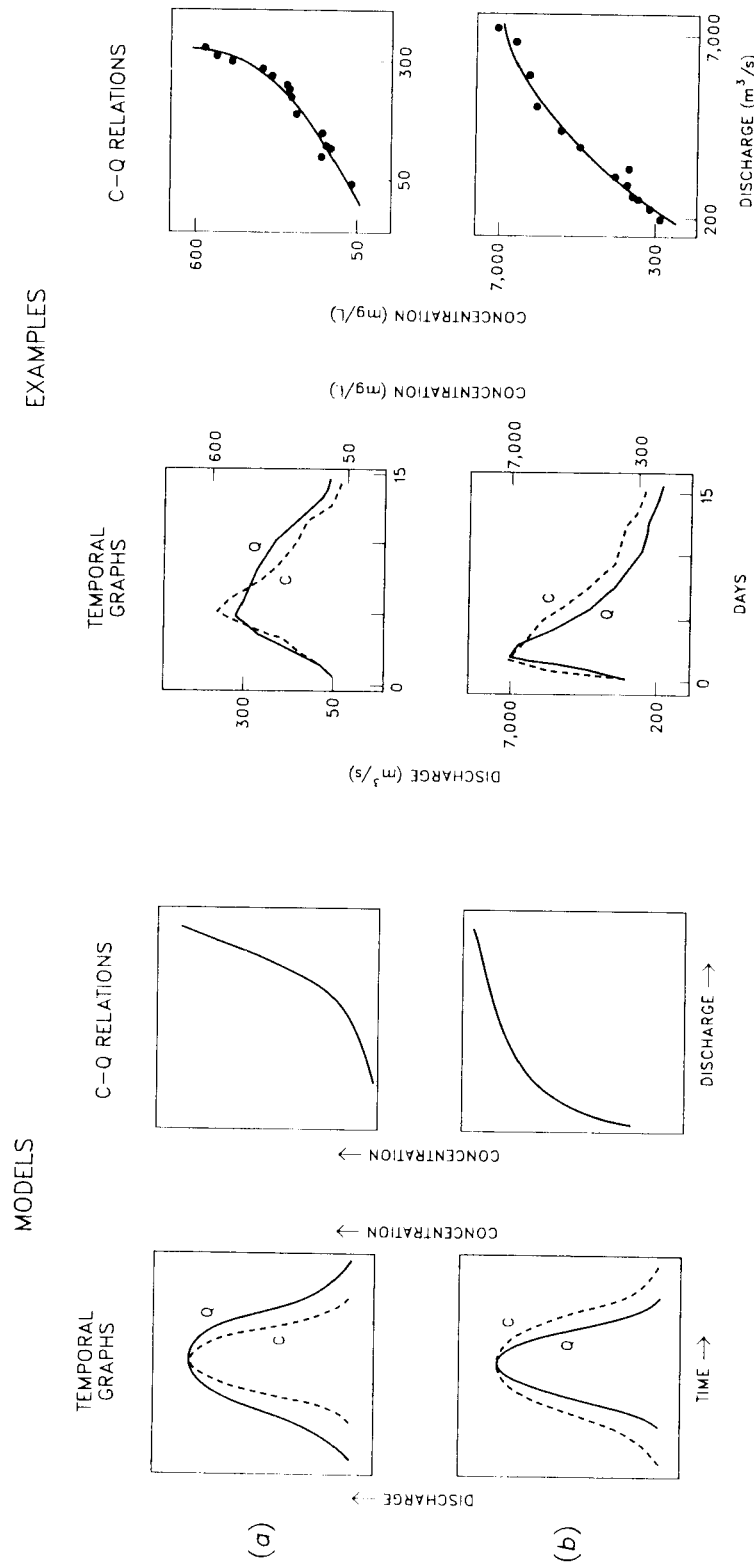 MODELS
EXAMPLES
TEMPORAL
GRAPHS
C-Q RELATIONS
TEMPORAL
GRAPHS
C-Q RELATIONS
(a)
Q
C
CONCENTRATION →
300
50
0
15
600
50
Q
C
CONCENTRATION (mg/L)
600
50
50
300
(b)
DISCHARGE →
C
Q
TIME →
CONCENTRATION →
DISCHARGE →
DISCHARGE (m³/s)
7,000
200
C
Q
0
15
DAYS
7,000
300
CONCENTRATION (mg/L)
7,000
300
200
7,000
DISCHARGE (m³/s)
CONCENTRATION →